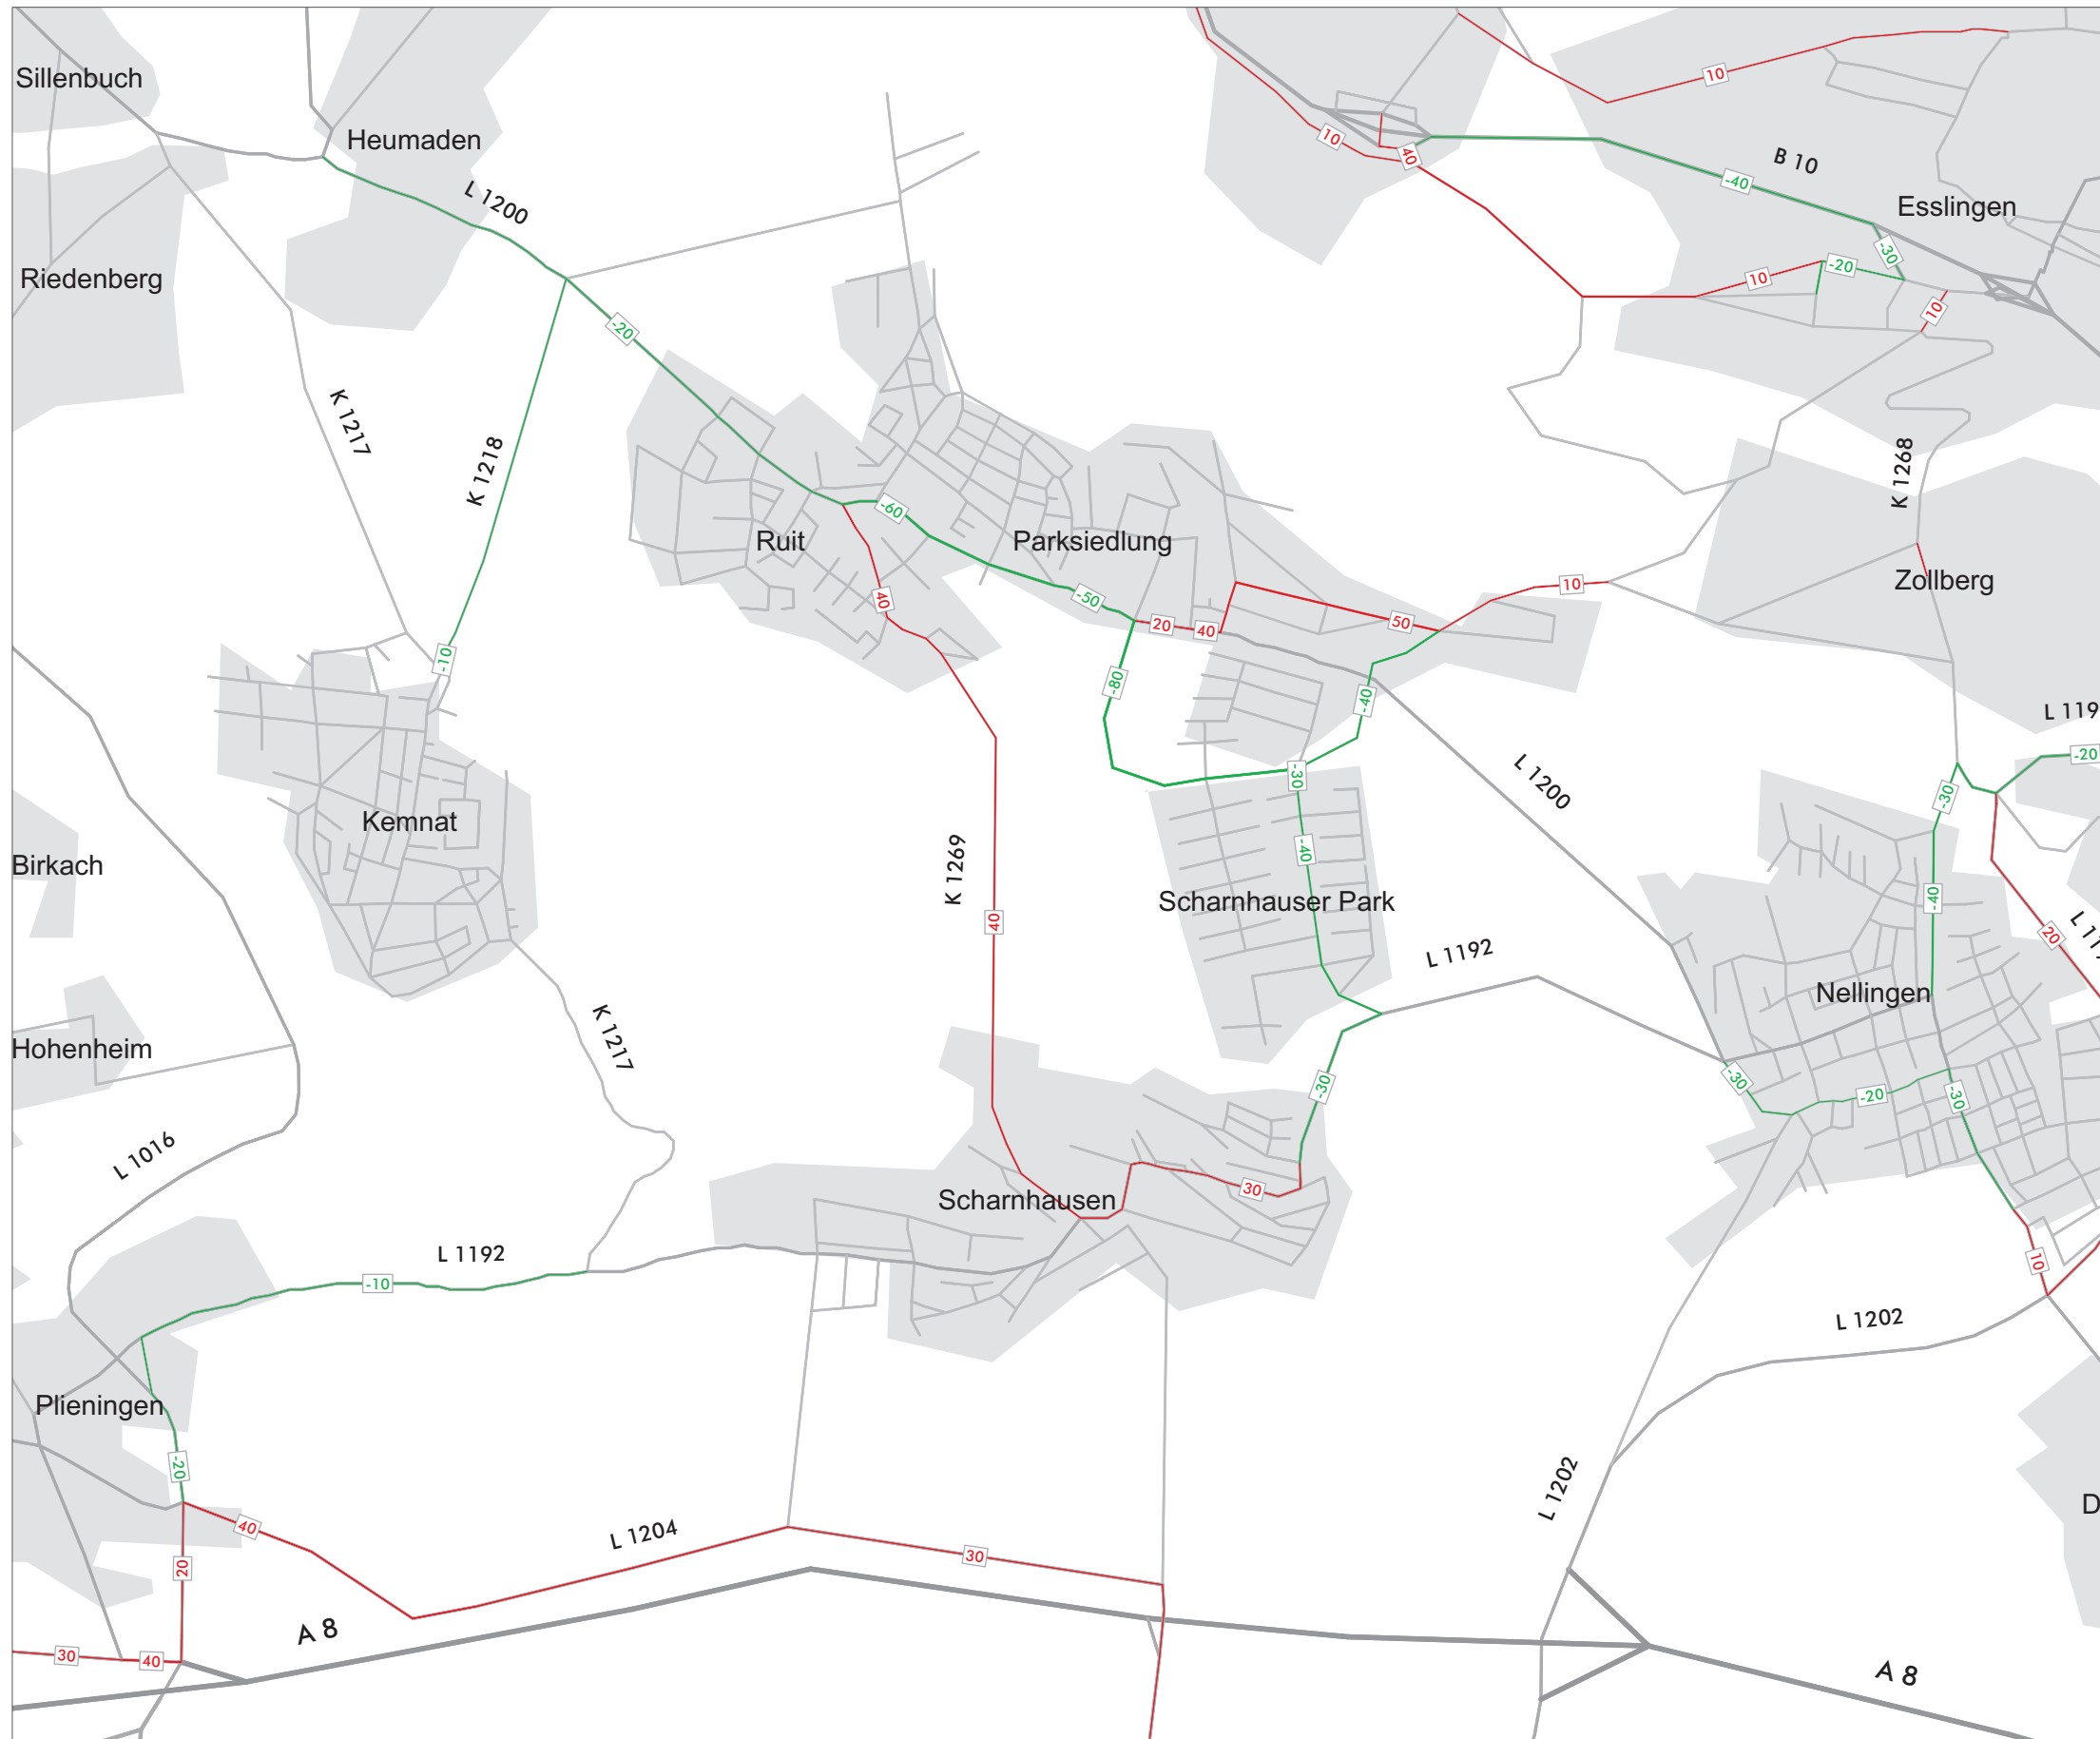 Sillenbuch
10
Heumaden
10
40
B 10
-40
L 1200
Esslingen
-30
Riedenberg
-20
10
10
-20
K 1217
K 1218
K 1268
-60
Ruit
Parksiedlung
10
Zollberg
40
-50
20
40
50
-10
-80
-40
L 119
-20
L 1200
-30
-30
Kemnat
Birkach
-40
K 1269
-40
Scharnhauser Park
40
20
L 11
L 1192
Nellingen
K 1217
Hohenheim
-30
-30
-20
-30
L 1016
Scharnhausen
30
L 1192
-10
10
L 1202
Plieningen
-20
L 1202
D
40
L 1204
30
20
A 8
30
40
A 8